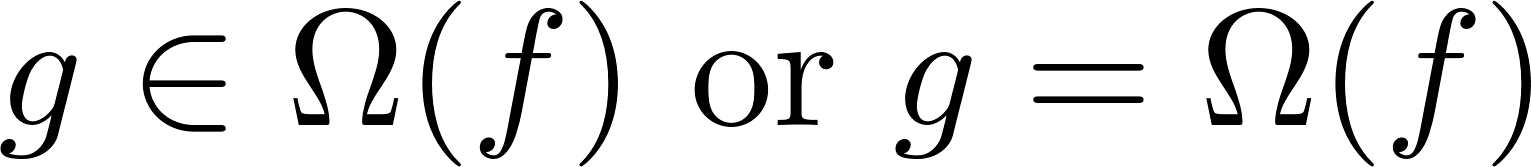 g ∈ Ω(f) or g = Ω(f)